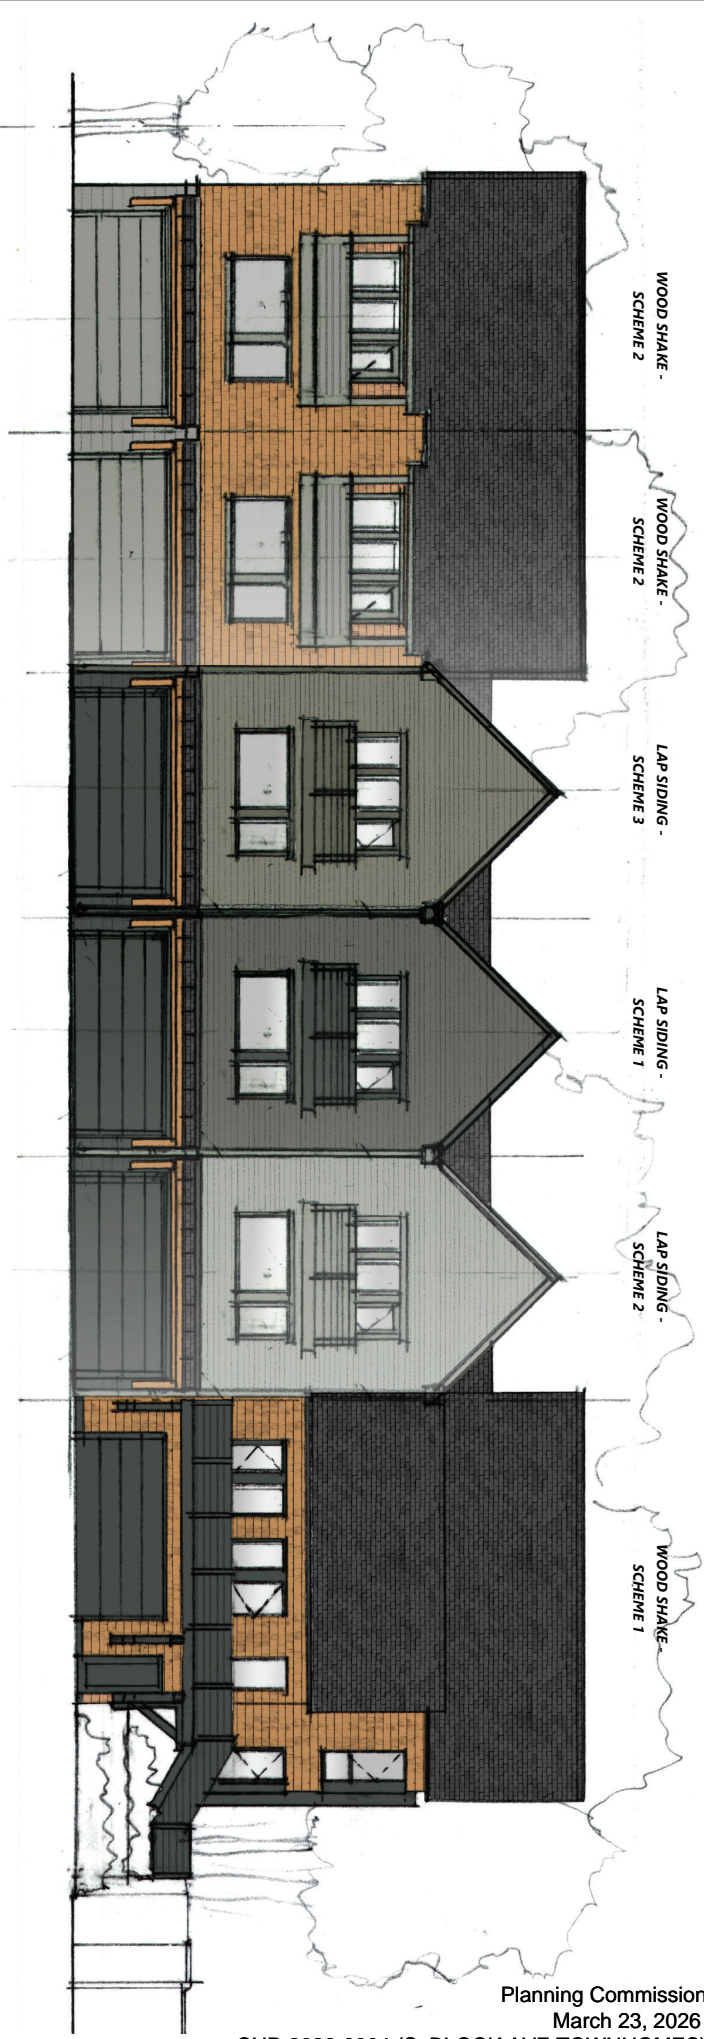 WOOD SHAKE -
SCHEME 2
WOOD SHAKE -
SCHEME 2
LAP SIDING -
SCHEME 3
LAP SIDING -
SCHEME 1
LAP SIDING -
SCHEME 2
WOOD SHAKE -
SCHEME 1
Planning Commission
March 23, 2026